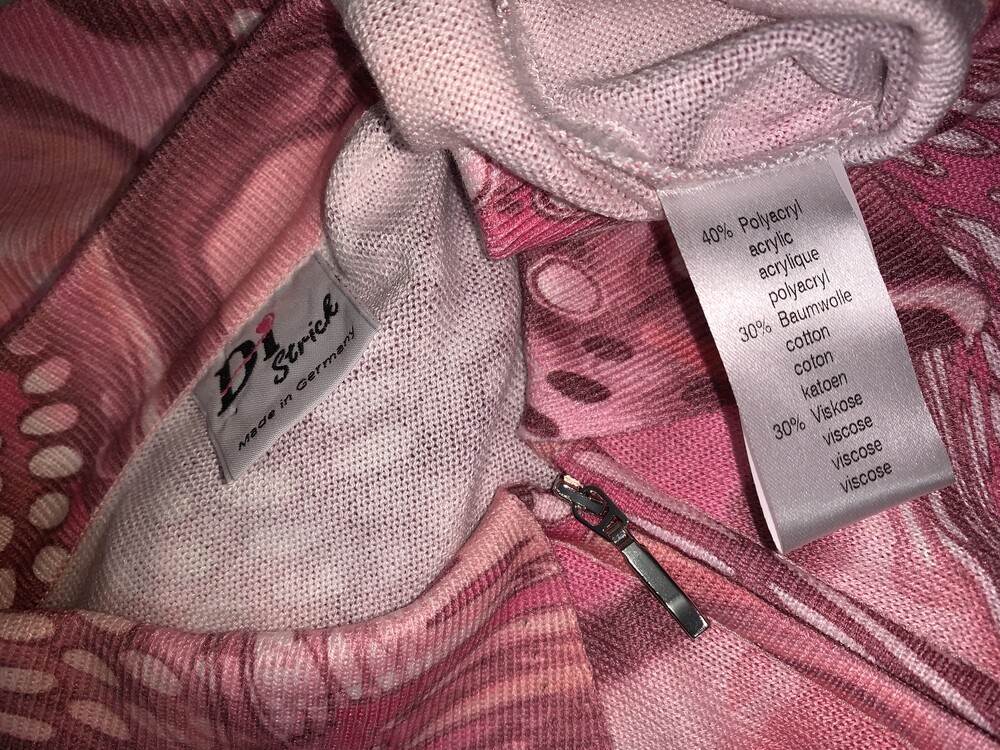 Di
Strick
Made in Germany
40% Polyacryl
acrylic
acrylique
polyacryl
30% Baumwolle
cotton
coton
katoen
30% Viskose
viscose
viscose
viscose